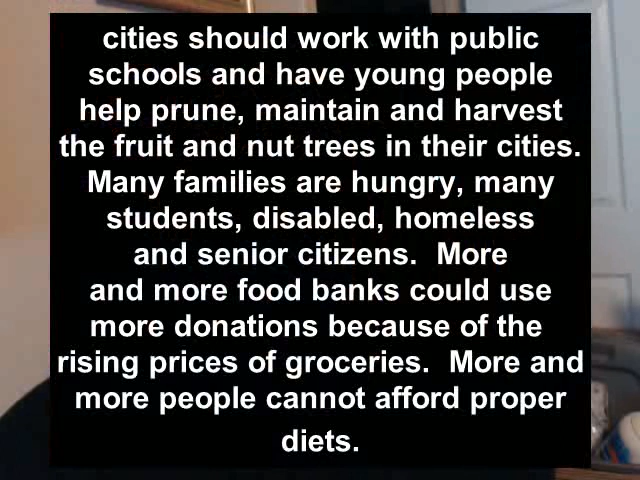 cities should work with public
schools and have young people
help prune, maintain and harvest
the fruit and nut trees in their cities.
Many families are hungry, many
students, disabled, homeless
and senior citizens.  More
and more food banks could use
more donations because of the
rising prices of groceries.  More and
more people cannot afford proper
diets.